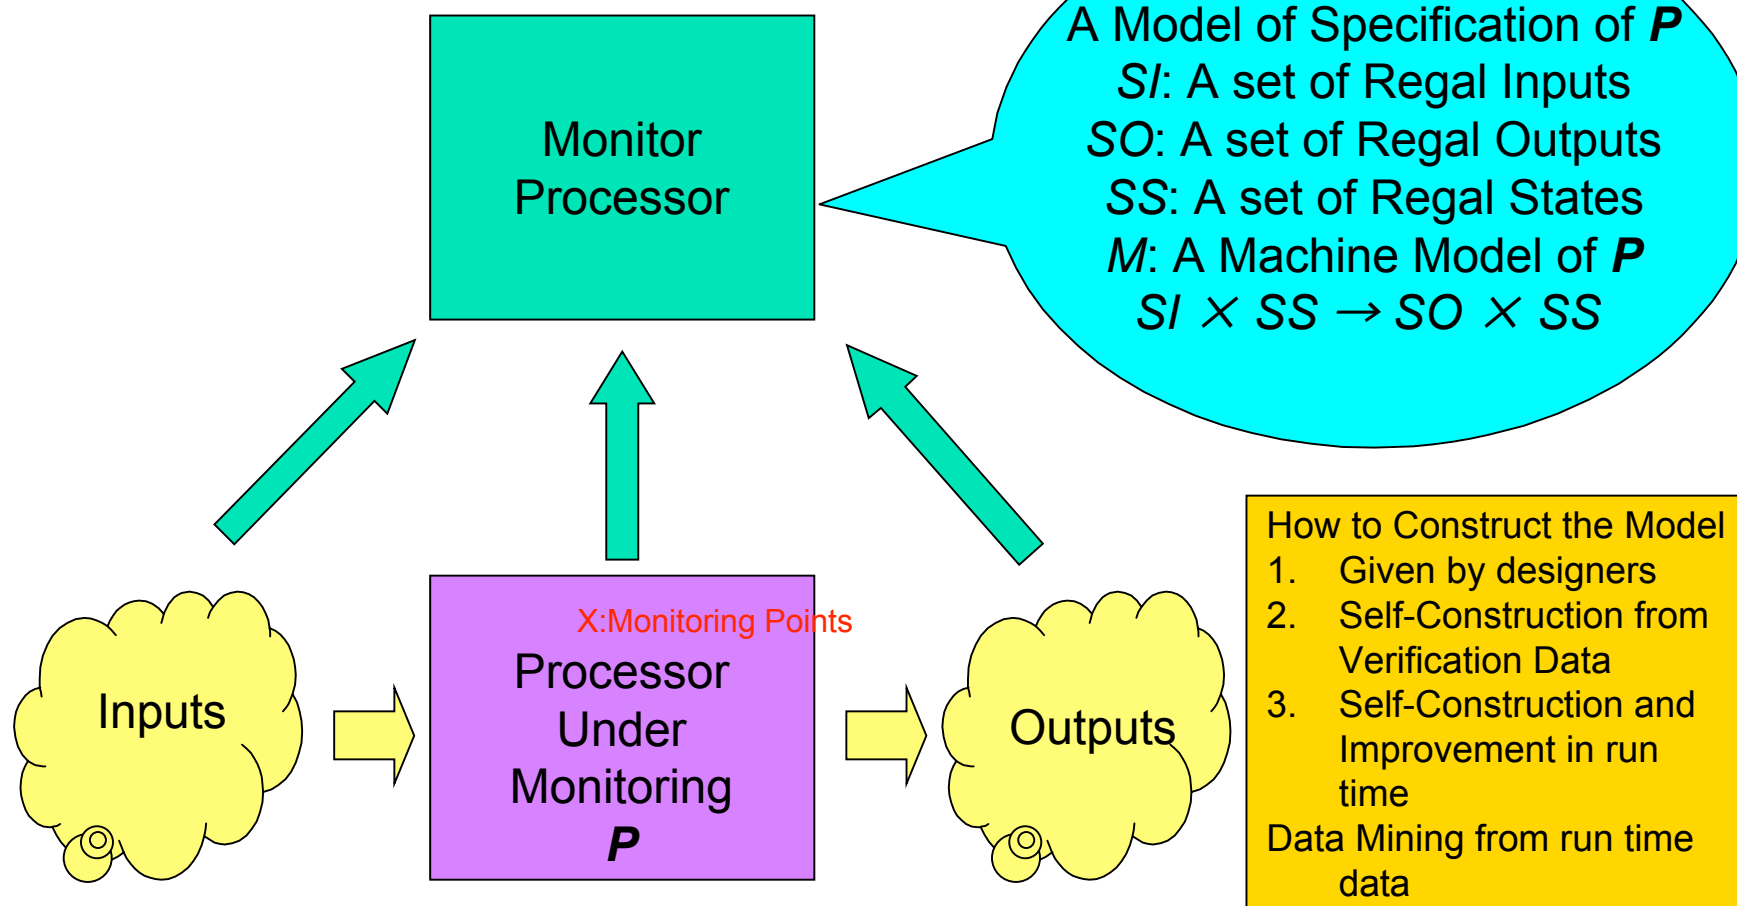 A Model of Specification of P
SI: A set of Regal Inputs
SO: A set of Regal Outputs
SS: A set of Regal States
M: A Machine Model of P
SI × SS → SO × SS
Monitor
Processor
X:Monitoring Points
Processor
Under
Monitoring
P
Inputs
Outputs
How to Construct the Model
1. Given by designers
2. Self-Construction from
Verification Data
3. Self-Construction and
Improvement in run
time
Data Mining from run time
data